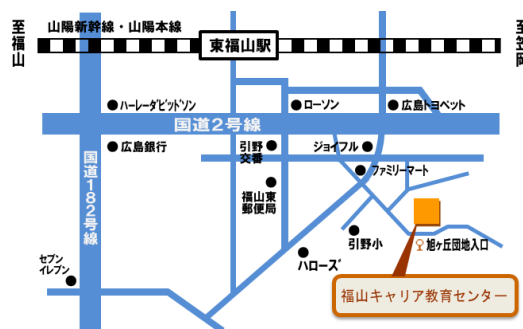 山陽新幹線・山陽本線
至福山
東福山駅
至笠岡
ハーレーダビッドソン
ローソン
広島トヨペット
国道2号線
広島銀行
引野
交番
ジョイフル
ファミリーマート
国道182号線
福山東
郵便局
引野小
旭ヶ丘団地入口
セブン
イレブン
ハローズ
福山キャリア教育センター